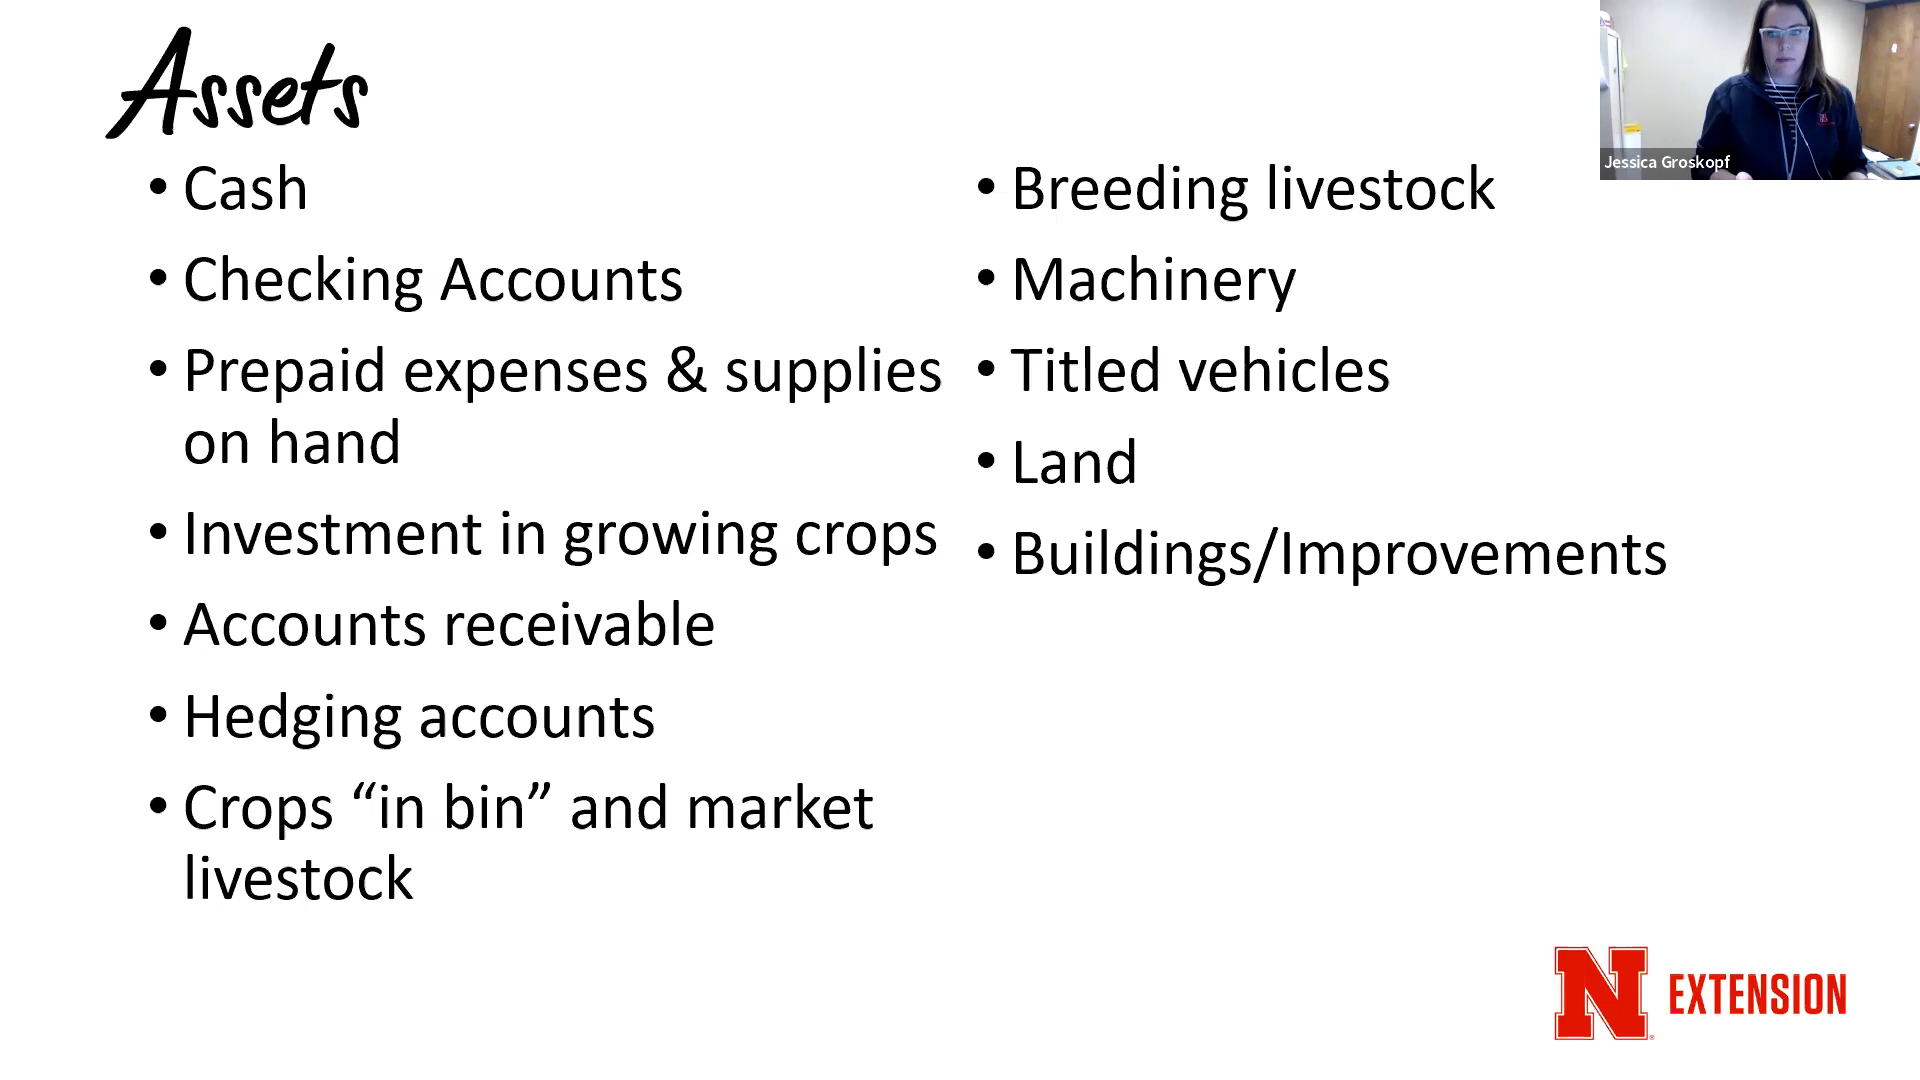 Assets
• Cash
• Checking Accounts
• Prepaid expenses & supplies
on hand
• Investment in growing crops
• Accounts receivable
• Hedging accounts
• Crops “in bin” and market
livestock
• Breeding livestock
• Machinery
• Titled vehicles
• Land
• Buildings/Improvements
Jessica Groskopf
N EXTENSION